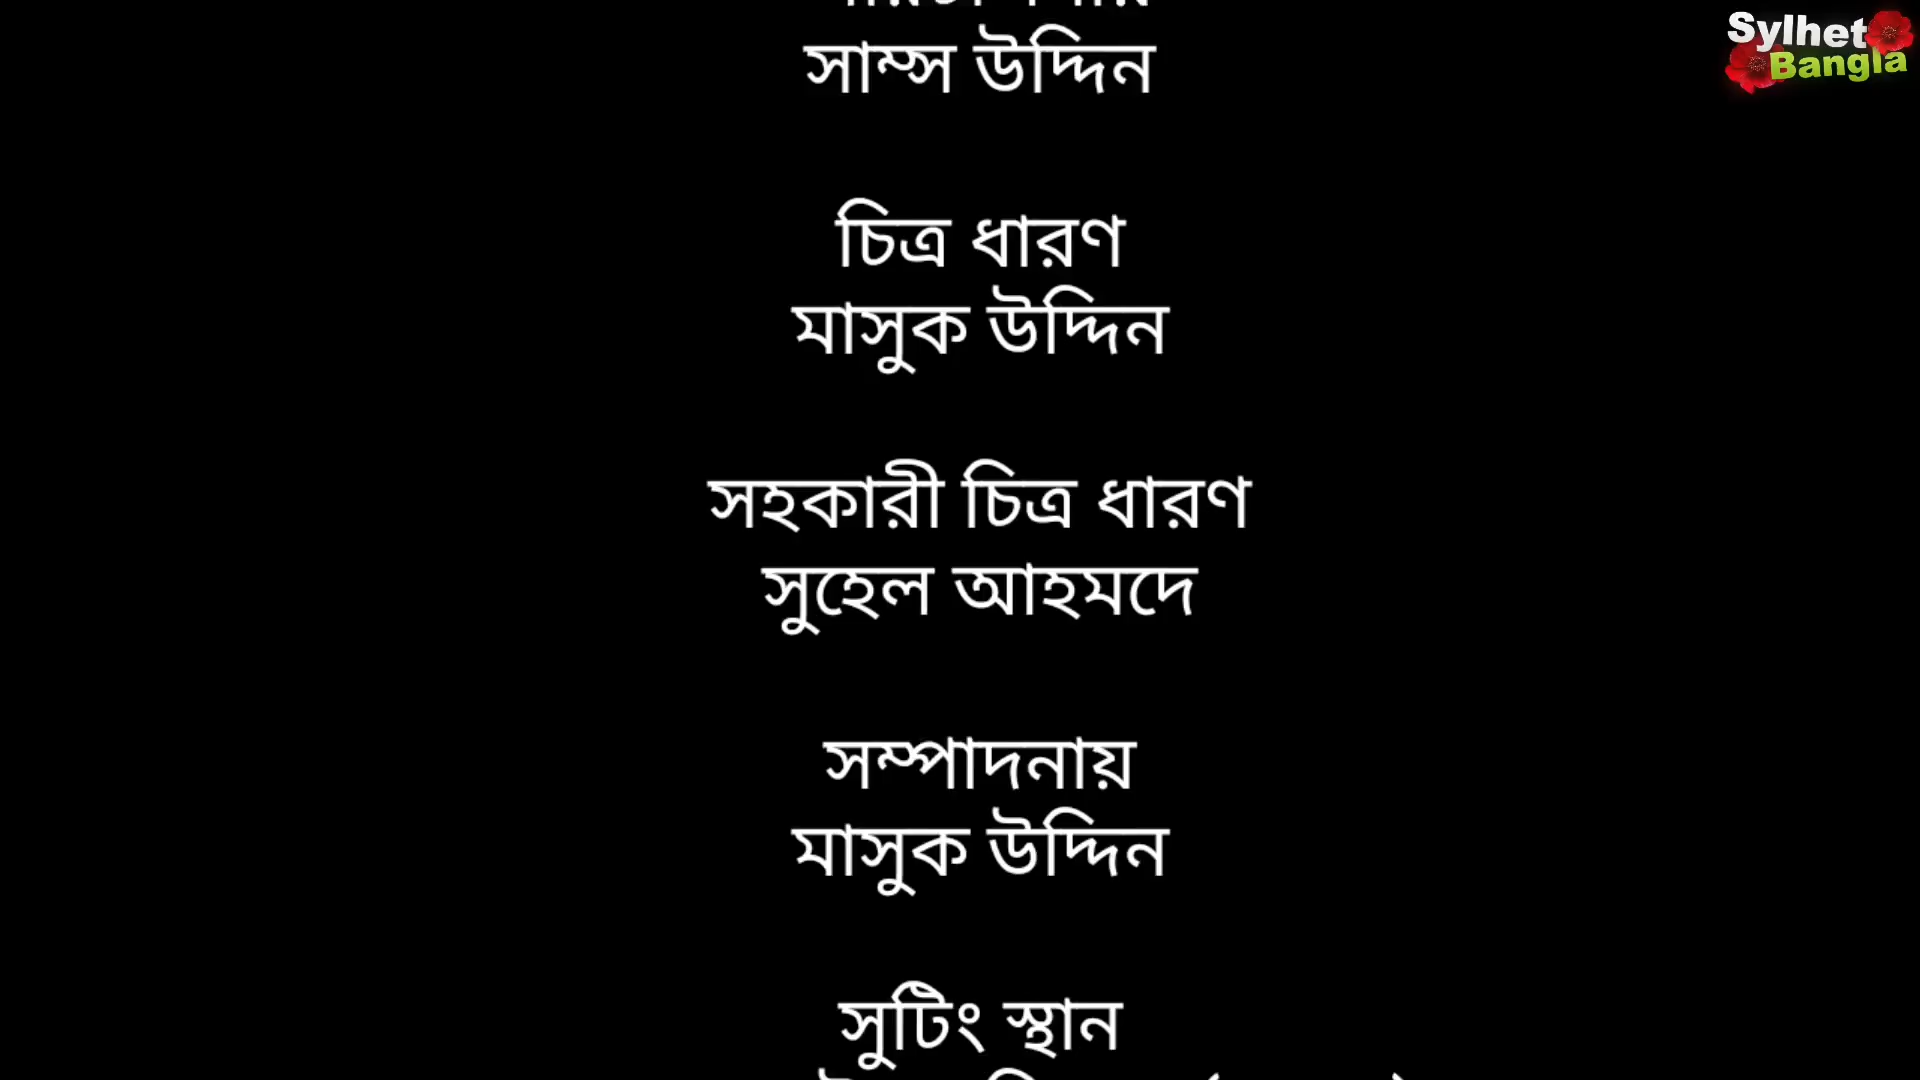 Sylhet
Bangla
সাম্স উদ্দিন
চিত্র ধারণ
মাসুক উদ্দিন
সহকারী চিত্র ধারণ
সুহেল আহমদে
সম্পাদনায়
মাসুক উদ্দিন
সুটিং স্থান